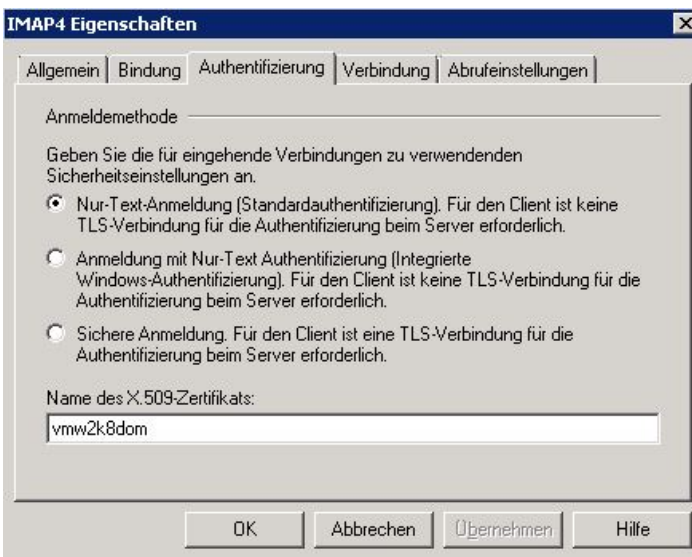 IMAP4 Eigenschaften
Allgemein Bindung Authentifizierung Verbindung Abrufeinstellungen
Anmeldemethode
Geben Sie die für eingehende Verbindungen zu verwendenden
Sicherheitseinstellungen an.
Nur-Text-Anmeldung (Standardauthentifizierung). Für den Client ist keine
TLS-Verbindung für die Authentifizierung beim Server erforderlich.
Anmeldung mit Nur-Text Authentifizierung (Integrierte
Windows-Authentifizierung). Für den Client ist keine TLS-Verbindung für die
Authentifizierung beim Server erforderlich.
Sichere Anmeldung. Für den Client ist eine TLS-Verbindung für die
Authentifizierung beim Server erforderlich.
Name des X.509-Zertifikats:
vmw2k8dom
OK Abbrechen Übernehmen Hilfe